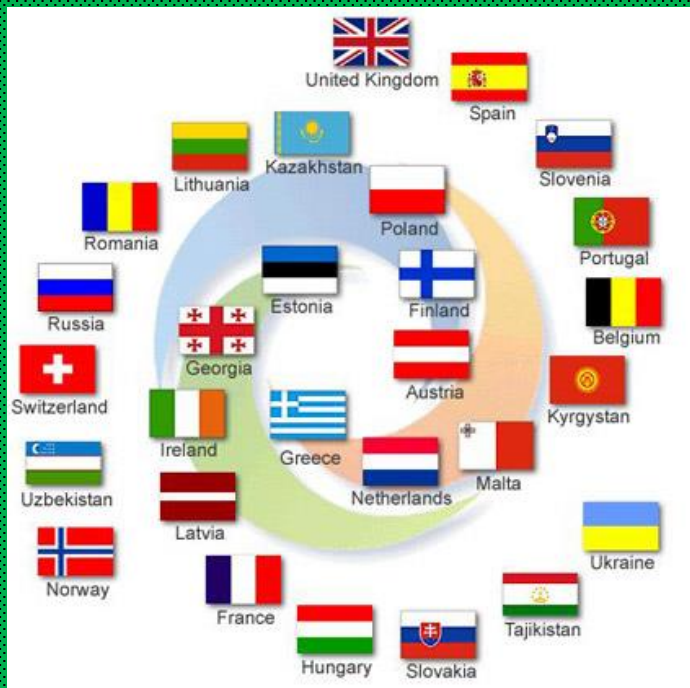 United Kingdom
Spain
Kazakhstan
Lithuania
Slovenia
Poland
Romania
Portugal
Estonia
Finland
Russia
Belgium
Georgia
Austria
Switzerland
Kyrgystan
Ireland
Greece
Malta
Netherlands
Uzbekistan
Latvia
Ukraine
Norway
France
Tajikistan
Hungary
Slovakia